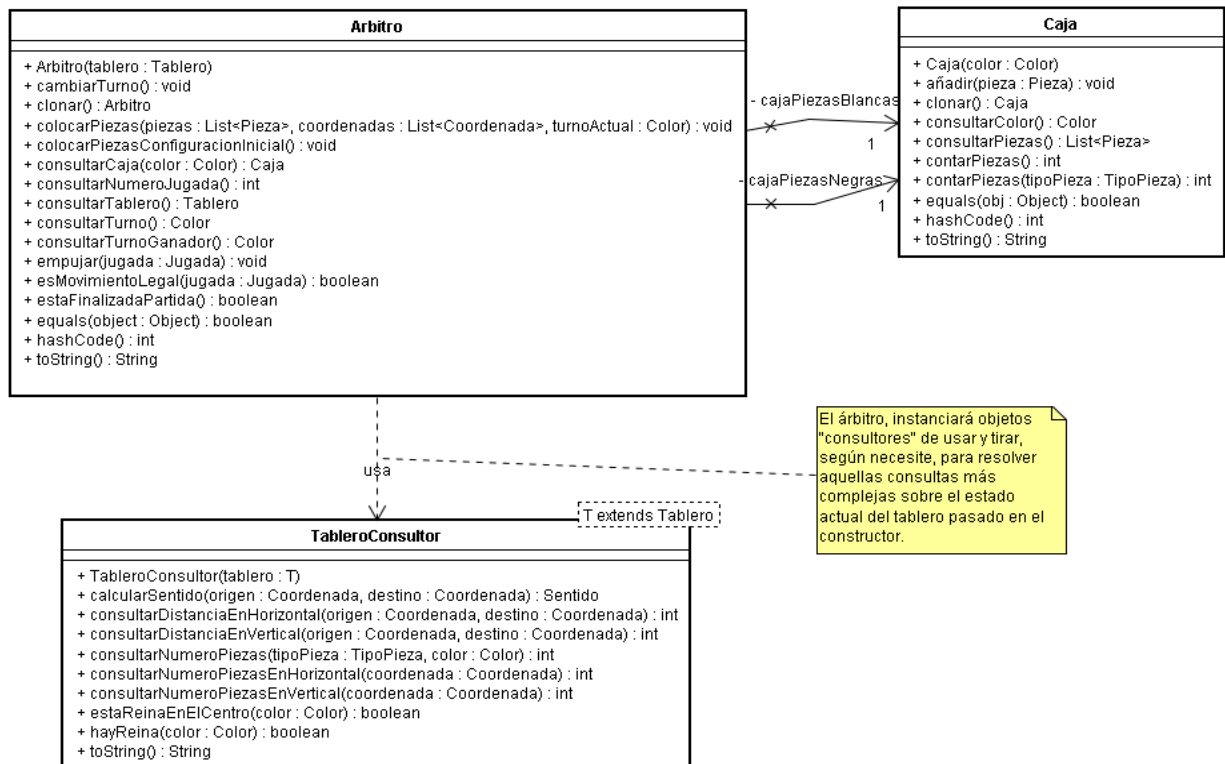 Arbitro
+ Arbitro(tablero : Tablero)
+ cambiarTurno() : void
+ clonar() : Arbitro
+ colocarPiezas(piezas : List<Pieza>, coordenadas : List<Coordenada>, turnoActual : Color) : void
+ colocarPiezasConfiguracionInicial() : void
+ consultarCaja(color : Color) : Caja
+ consultarNumeroJugada() : int
+ consultarTablero() : Tablero
+ consultarTurno() : Color
+ consultarTurnoGanador() : Color
+ empujar(jugada : Jugada) : void
+ esMovimientoLegal(jugada : Jugada) : boolean
+ estaFinalizadaPartida() : boolean
+ equals(object : Object) : boolean
+ hashCode() : int
+ toString() : String
- cajaPiezasBlancas
1
- cajaPiezasNegras
1
Caja
+ Caja(color : Color)
+ añadir(pieza : Pieza) : void
+ clonar() : Caja
+ consultarColor() : Color
+ consultarPiezas() : List<Pieza>
+ contarPiezas() : int
+ contarPiezas(tipoPieza : TipoPieza) : int
+ equals(obj : Object) : boolean
+ hashCode() : int
+ toString() : String
usa
El árbitro, instanciará objetos
"consultores" de usar y tirar,
según necesite, para resolver
aquellas consultas más
complejas sobre el estado
actual del tablero pasado en el
constructor.
T extends Tablero
TableroConsultor
+ TableroConsultor(tablero : T)
+ calcularSentido(origen : Coordenada, destino : Coordenada) : Sentido
+ consultarDistanciaEnHorizontal(origen : Coordenada, destino : Coordenada) : int
+ consultarDistanciaEnVertical(origen : Coordenada, destino : Coordenada) : int
+ consultarNumeroPiezas(tipoPieza : TipoPieza, color : Color) : int
+ consultarNumeroPiezasEnHorizontal(coordenada : Coordenada) : int
+ consultarNumeroPiezasEnVertical(coordenada : Coordenada) : int
+ estaReinaEnElCentro(color : Color) : boolean
+ hayReina(color : Color) : boolean
+ toString() : String